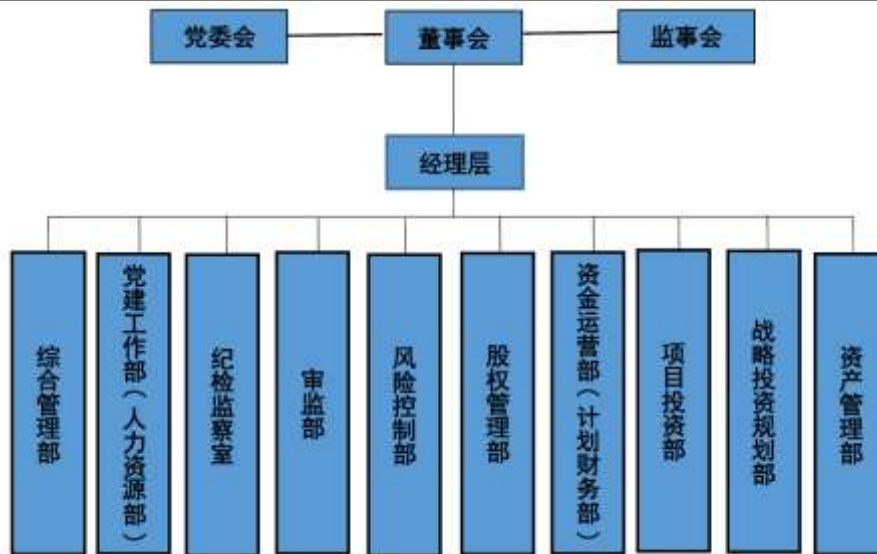 党委会
董事会
监事会
经理层
综合管理部
党建工作部（人力资源部）
纪检监察室
审监部
风险控制部
股权管理部
资金运营部（计划财务部）
项目投资部
战略投资规划部
资产管理部